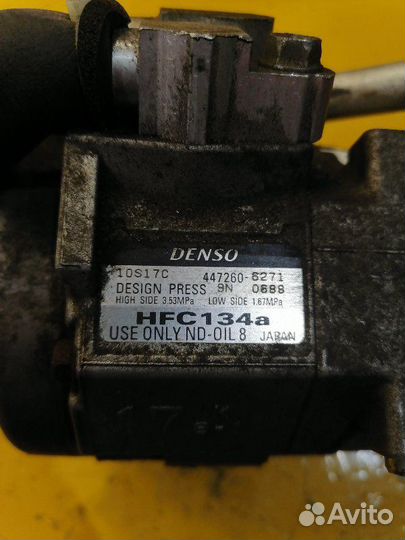 DENSO
10S17C 447260-6271
DESIGN PRESS 9N 0688
HIGH SIDE 3.53MPa LOW SIDE 1.67MPa
HFC134a
USE ONLY ND-OIL 8 JAPAN
Avito